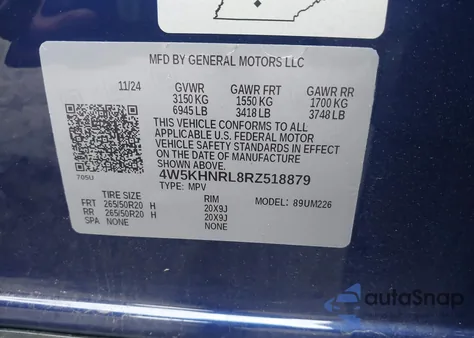 MFD BY GENERAL MOTORS LLC
11/24 GVWR GAWR FRT GAWR RR
3150 KG 1550 KG 1700 KG
6945 LB 3418 LB 3748 LB
THIS VEHICLE CONFORMS TO ALL
APPLICABLE U.S. FEDERAL MOTOR
VEHICLE SAFETY STANDARDS IN
EFFECT ON THE DATE OF
MANUFACTURE SHOWN ABOVE.
705U 4W5KHNRL8RZ518879
TYPE: MPV
TIRE SIZE RIM MODEL: 89UM226
FRT 265/50R20 H 20X9J
RR 265/50R20 H 20X9J
SPA NONE NONE
autoSnap